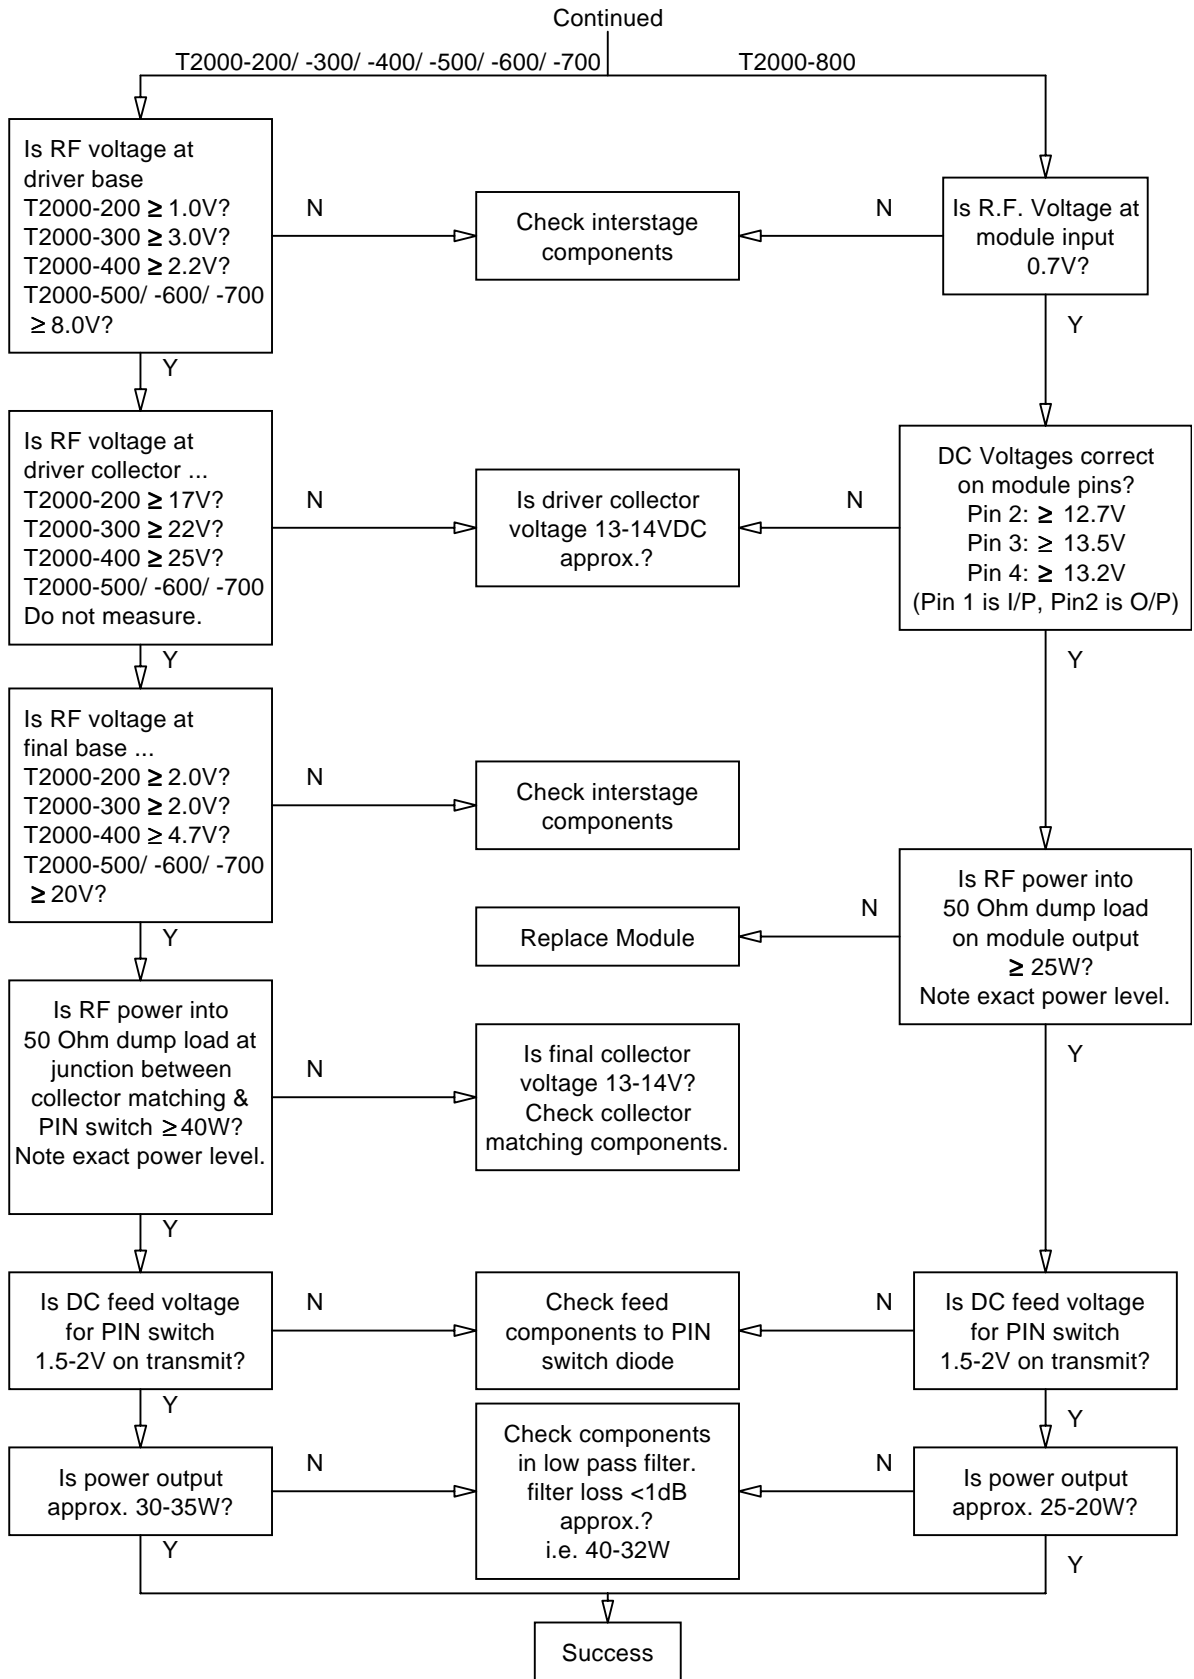 Continued
T2000-200/ -300/ -400/ -500/ -600/ -700
T2000-800
Is RF voltage at
driver base
T2000-200 ≥ 1.0V?
T2000-300 ≥ 3.0V?
T2000-400 ≥ 2.2V?
T2000-500/ -600/ -700
≥ 8.0V?
N
Check interstage
components
N
Is R.F. Voltage at
module input
0.7V?
Y
Y
Is RF voltage at
driver collector ...
T2000-200 ≥ 17V?
T2000-300 ≥ 22V?
T2000-400 ≥ 25V?
T2000-500/ -600/ -700
Do not measure.
N
Is driver collector
voltage 13-14VDC
approx.?
N
DC Voltages correct
on module pins?
Pin 2: ≥ 12.7V
Pin 3: ≥ 13.5V
Pin 4: ≥ 13.2V
(Pin 1 is I/P, Pin2 is O/P)
Y
Y
Is RF voltage at
final base ...
T2000-200 ≥ 2.0V?
T2000-300 ≥ 2.0V?
T2000-400 ≥ 4.7V?
T2000-500/ -600/ -700
≥ 20V?
N
Check interstage
components
Y
Replace Module
N
Is RF power into
50 Ohm dump load
on module output
≥ 25W?
Note exact power level.
Is RF power into
50 Ohm dump load at
junction between
collector matching &
PIN switch ≥ 40W?
Note exact power level.
N
Is final collector
voltage 13-14V?
Check collector
matching components.
Y
Y
Is DC feed voltage
for PIN switch
1.5-2V on transmit?
N
Check feed
components to PIN
switch diode
N
Is DC feed voltage
for PIN switch
1.5-2V on transmit?
Y
Y
Is power output
approx. 30-35W?
N
Check components
in low pass filter.
filter loss <1dB
approx.?
i.e. 40-32W
N
Is power output
approx. 25-20W?
Y
Y
Success